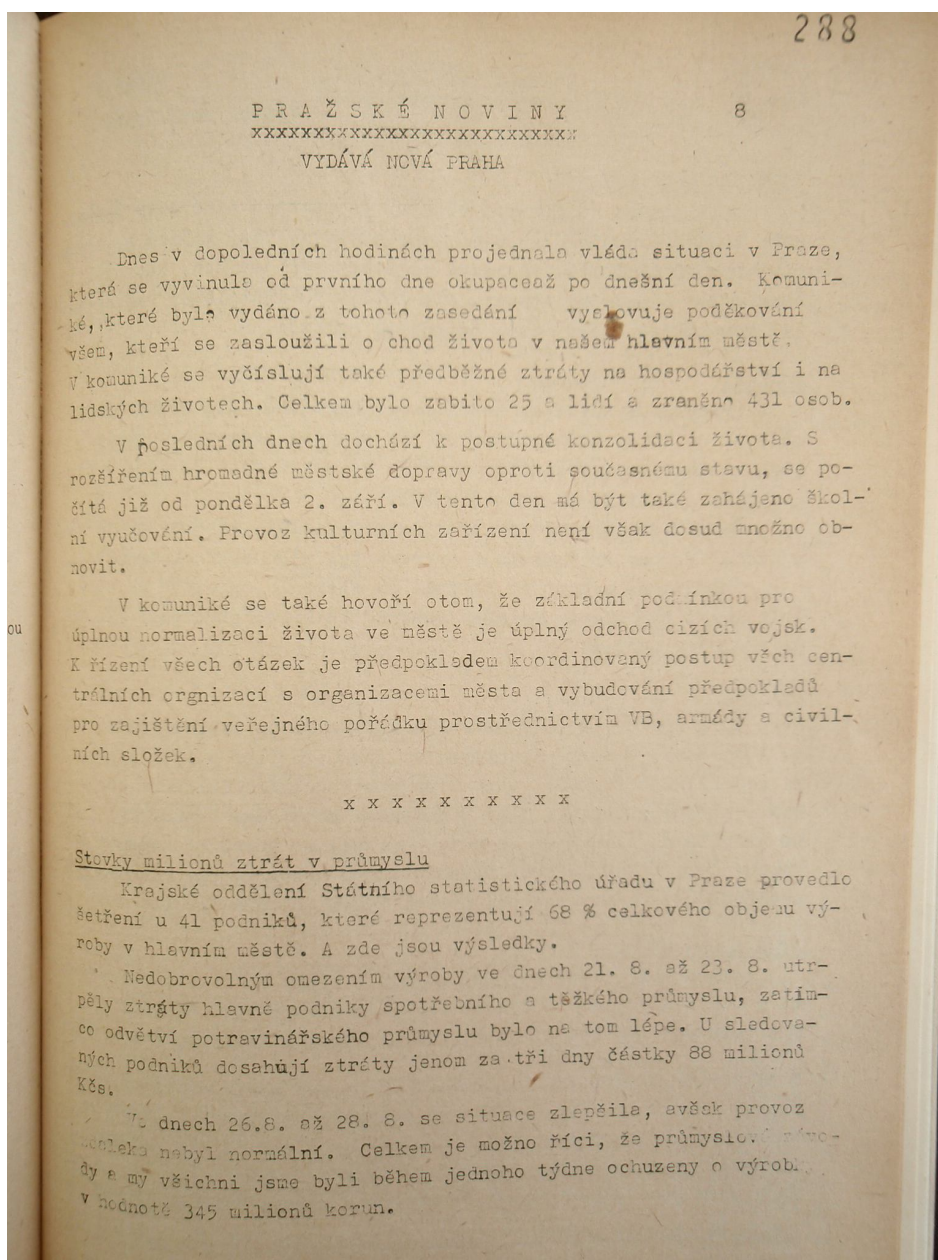 288
PRAŽSKÉ NOVINY 8
xxxxxxxxxxxxxxxxxxxxxxxxxxx
VYDÁVÁ NOVÁ PRAHA
Dnes v dopoledních hodinách projednala vláda situaci v Praze,
která se vyvinula od prvního dne okupaceaž po dnešní den. Komuni-
ké, které bylo vydáno z tohoto zasedání vyslovuje poděkování
všem, kteří se zasloužili o chod života v našem hlavním městě.
V komuniké se vyčíslují také předběžné ztráty na hospodářství i na
lidských životech. Celkem bylo zabito 25 a lidí a zraněno 431 osob.
V posledních dnech dochází k postupné konzolidaci života. S
rozšířením hromadné městské dopravy oproti současnému stavu, se po-
čítá již od pondělka 2. září. V tento den má být také zahájeno škol-
ní vyučování. Provoz kulturních zařízení není však dosud možno ob-
novit.
V komuniké se také hovoří otom, že základní podmínkou pro
úplnou normalizaci života ve městě je úplný odchod cizích vojsk.
K řízení všech otázek je předpokladem koordinovaný postup všch cen-
trálních orgnizací s organizacemi města a vybudování předpokladů
pro zajištění veřejného pořádku prostřednictvím VB, armády a civil-
ních složek.
x x x x x x x x x x
Stovky milionů ztrát v průmyslu
Krajské oddělení Státního statistického úřadu v Praze provedlo
šetření u 41 podniků, které reprezentují 68 % celkového objemu vý-
roby v hlavním městě. A zde jsou výsledky.
Nedobrovolným omezením výroby ve dnech 21. 8. až 23. 8. utr-
pěly ztráty hlavně podniky spotřebního a těžkého průmyslu, zatím-
co odvětví potravinářského průmyslu bylo na tom lépe. U sledova-
ných podniků dosahují ztráty jenom za tři dny částky 88 milionů
Kčs.
Ve dnech 26.8. až 28. 8. se situace zlepšila, avšak provoz
nebyl normální. Celkem je možno říci, že
a my všichni jsme byli během jednoho týdne ochuzeny o
v hodnotě 345 milionů korun.
ou